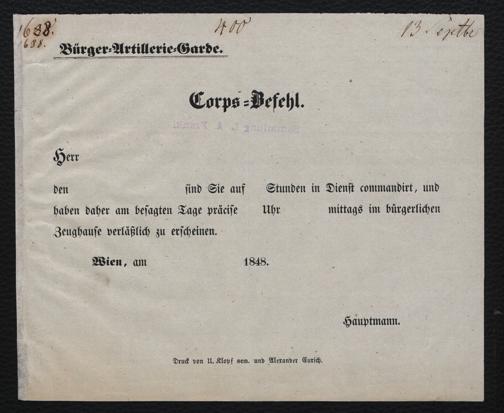 1638.
638.
400
13 Septbr
Bürger-Artillerie-Garde.
Corps-Befehl.
Herr
den sind Sie auf Stunden in Dienst commandirt, und
haben daher am besagten Tage präcise Uhr mittags im bürgerlichen
Zeughause verläßlich zu erscheinen.
Wien, am 1848.
Hauptmann.
Druck von U. Klopf sen. und Alexander Eurich.